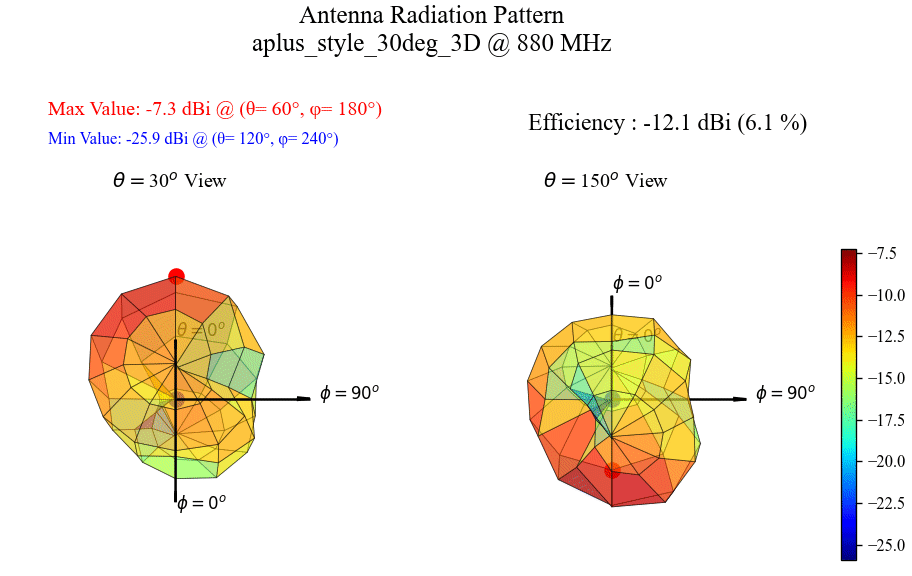 Antenna Radiation Pattern
aplus_style_30deg_3D @ 880 MHz
Max Value: -7.3 dBi @ (θ= 60°, φ= 180°)
Min Value: -25.9 dBi @ (θ= 120°, φ= 240°)
Efficiency : -12.1 dBi (6.1 %)
θ = 30° View
θ = 150° View
θ = 0°
ϕ = 90°
ϕ = 0°
ϕ = 0°
θ = 0°
ϕ = 90°
−7.5
−10.0
−12.5
−15.0
−17.5
−20.0
−22.5
−25.0